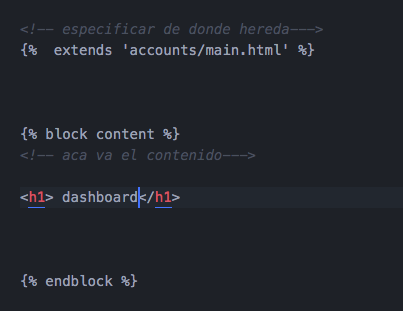 <!-- especificar de donde hereda--->
{%  extends 'accounts/main.html' %}
{% block content %}
<!-- aca va el contenido--->
<h1> dashboard</h1>
{% endblock %}